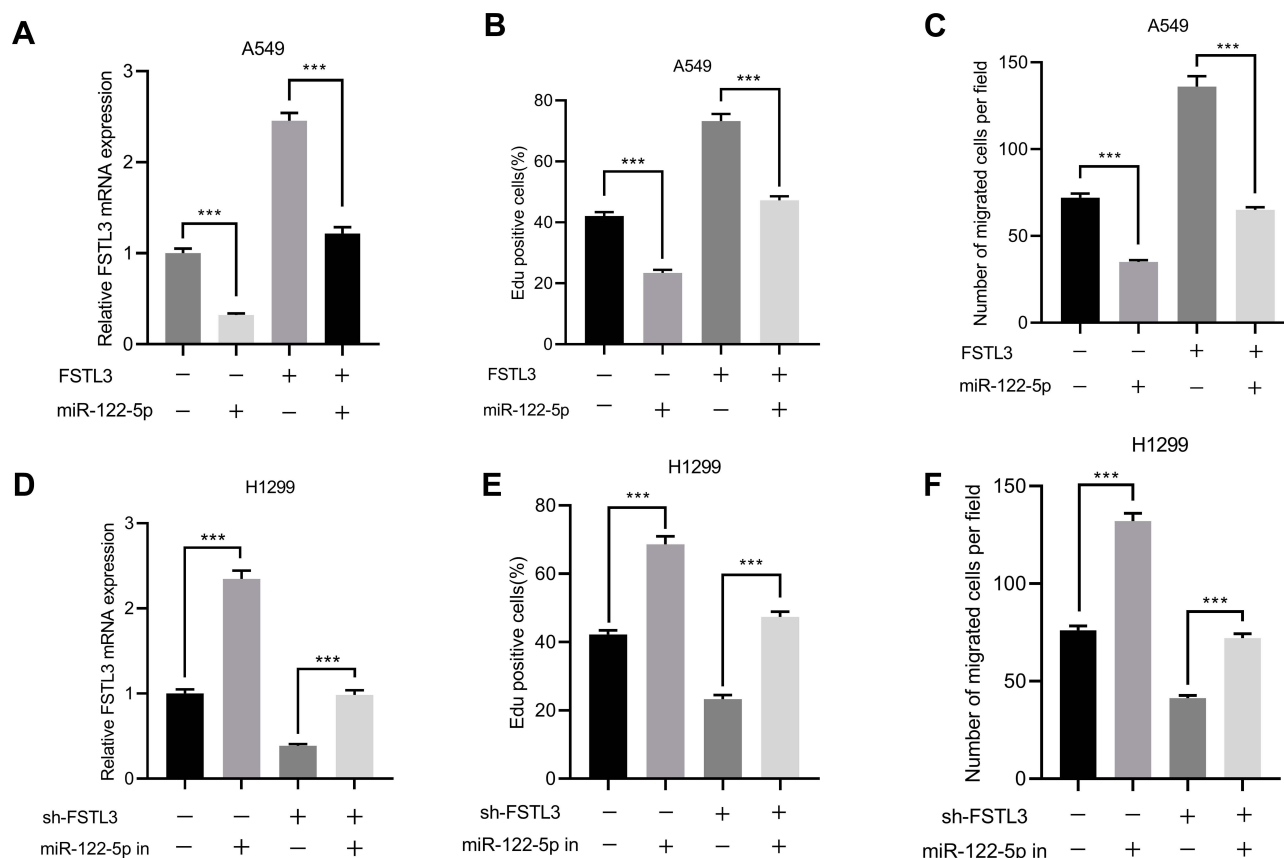 A
A549
Relative FSTL3 mRNA expression
3
2
1
0
***
***
FSTL3 − − + +
miR-122-5p − + − +
B
A549
Edu positive cells(%)
80
60
40
20
0
***
***
FSTL3 − − + +
miR-122-5p − + − +
C
A549
Number of migrated cells per field
150
100
50
0
***
***
FSTL3 − − + +
miR-122-5p − + − +
D
H1299
Relative FSTL3 mRNA expression
3
2
1
0
***
***
sh-FSTL3 − − + +
miR-122-5p in − + − +
E
H1299
Edu positive cells(%)
80
60
40
20
0
***
***
sh-FSTL3 − − + +
miR-122-5p in − + − +
F
H1299
Number of migrated cells per field
150
100
50
0
***
***
sh-FSTL3 − − + +
miR-122-5p in − + − +